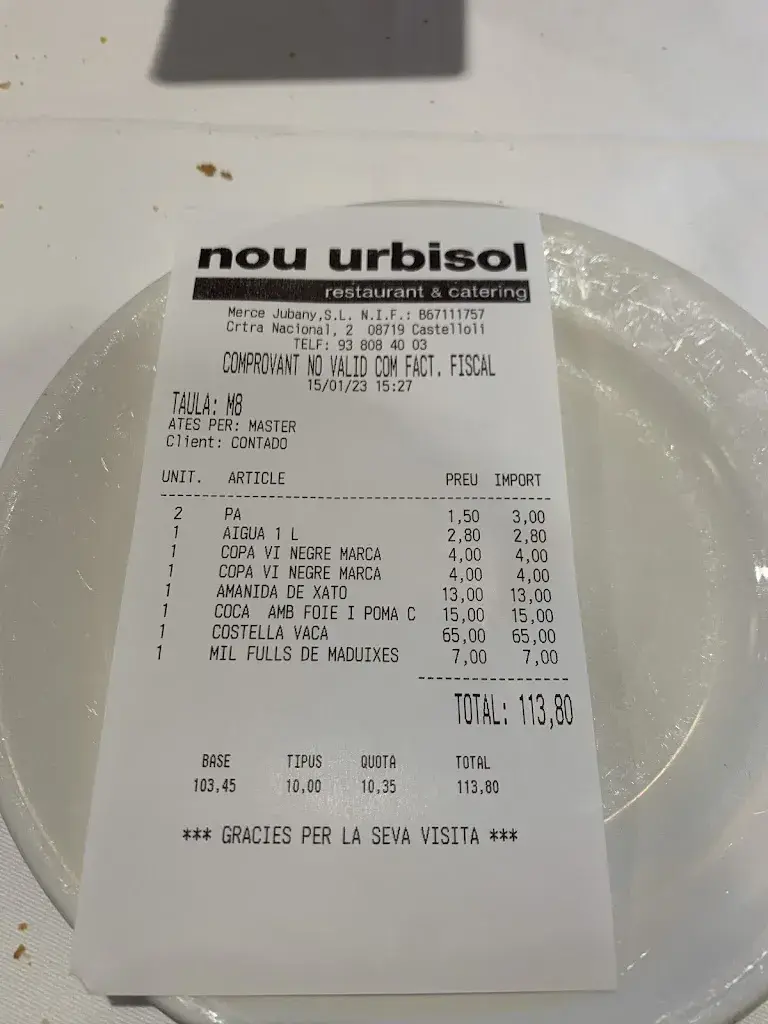 nou urbisol
restaurant & catering
Merce Jubany,S.L. N.I.F.: B67111757
Crtra Nacional, 2 08719 Castelloli
TELF: 93 808 40 03
COMPROVANT NO VALID COM FACT. FISCAL
15/01/23 15:27
TAULA: M8
ATES PER: MASTER
Client: CONTADO
UNIT. ARTICLE PREU IMPORT
2 PA 1,50 3,00
1 AIGUA 1 L 2,80 2,80
1 COPA VI NEGRE MARCA 4,00 4,00
1 COPA VI NEGRE MARCA 4,00 4,00
1 AMANIDA DE XATO 13,00 13,00
1 COCA AMB FOIE I POMA C 15,00 15,00
1 COSTELLA VACA 65,00 65,00
1 MIL FULLS DE MADUIXES 7,00 7,00
TOTAL: 113,80
BASE TIPUS QUOTA TOTAL
103,45 10,00 10,35 113,80
*** GRACIES PER LA SEVA VISITA ***